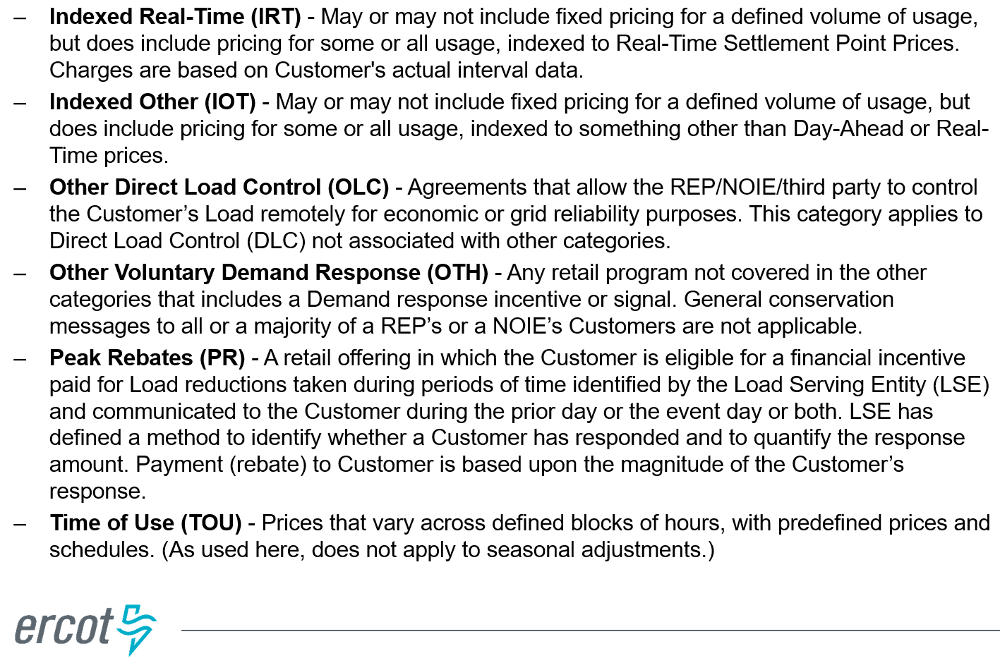 – Indexed Real-Time (IRT) - May or may not include fixed pricing for a defined volume of usage,
but does include pricing for some or all usage, indexed to Real-Time Settlement Point Prices.
Charges are based on Customer's actual interval data.
– Indexed Other (IOT) - May or may not include fixed pricing for a defined volume of usage, but
does include pricing for some or all usage, indexed to something other than Day-Ahead or Real-
Time prices.
– Other Direct Load Control (OLC) - Agreements that allow the REP/NOIE/third party to control
the Customer’s Load remotely for economic or grid reliability purposes. This category applies to
Direct Load Control (DLC) not associated with other categories.
– Other Voluntary Demand Response (OTH) - Any retail program not covered in the other
categories that includes a Demand response incentive or signal. General conservation
messages to all or a majority of a REP’s or a NOIE’s Customers are not applicable.
– Peak Rebates (PR) - A retail offering in which the Customer is eligible for a financial incentive
paid for Load reductions taken during periods of time identified by the Load Serving Entity (LSE)
and communicated to the Customer during the prior day or the event day or both. LSE has
defined a method to identify whether a Customer has responded and to quantify the response
amount. Payment (rebate) to Customer is based upon the magnitude of the Customer’s
response.
– Time of Use (TOU) - Prices that vary across defined blocks of hours, with predefined prices and
schedules. (As used here, does not apply to seasonal adjustments.)
ercot